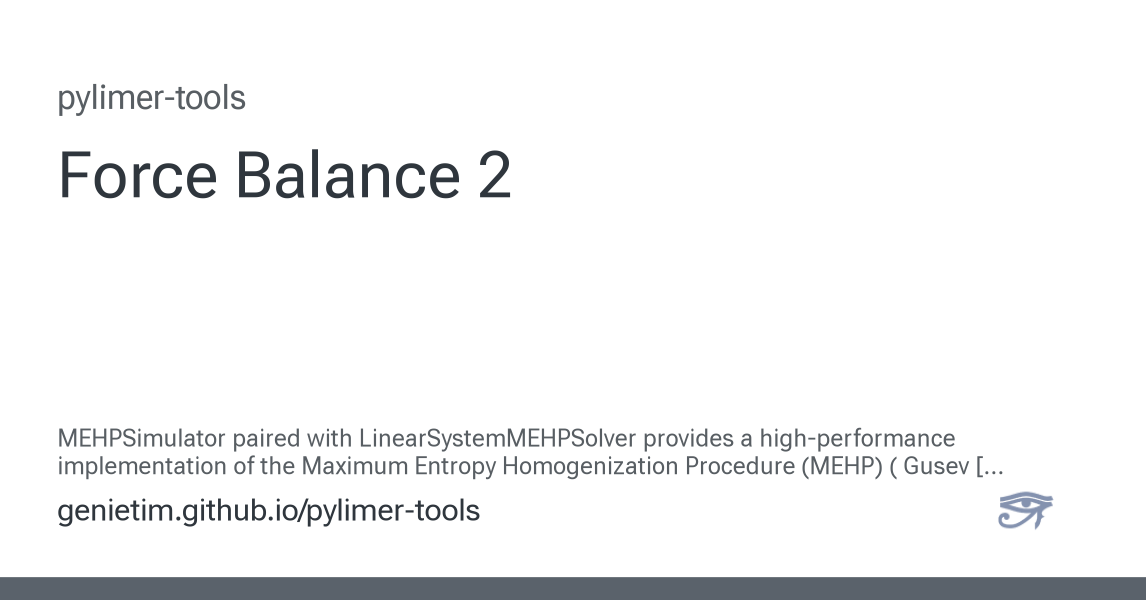 pylimer-tools
Force Balance 2
MEHPSimulator paired with LinearSystemMEHPSolver provides a high-performance
implementation of the Maximum Entropy Homogenization Procedure (MEHP) ( Gusev [...
genietim.github.io/pylimer-tools